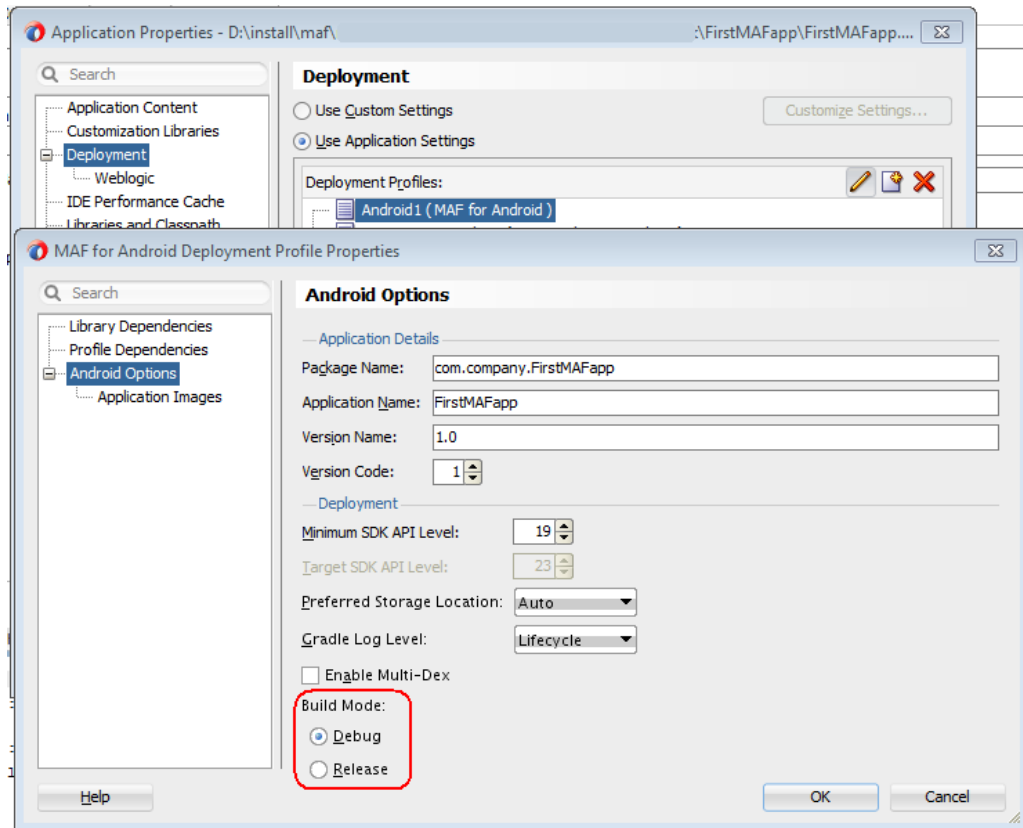 Application Properties - D:\install\maf\ :\FirstMAFapp\FirstMAFapp....
Search
Application Content
Customization Libraries
Deployment
Weblogic
IDE Performance Cache
Libraries and Classpath
Deployment
Use Custom Settings
Customize Settings...
Use Application Settings
Deployment Profiles:
Android1 ( MAF for Android )
MAF for Android Deployment Profile Properties
Search
Library Dependencies
Profile Dependencies
Android Options
Application Images
Android Options
Application Details
Package Name: com.company.FirstMAFapp
Application Name: FirstMAFapp
Version Name: 1.0
Version Code: 1
Deployment
Minimum SDK API Level: 19
Target SDK API Level: 23
Preferred Storage Location: Auto
Gradle Log Level: Lifecycle
Enable Multi-Dex
Build Mode:
Debug
Release
Help
OK
Cancel